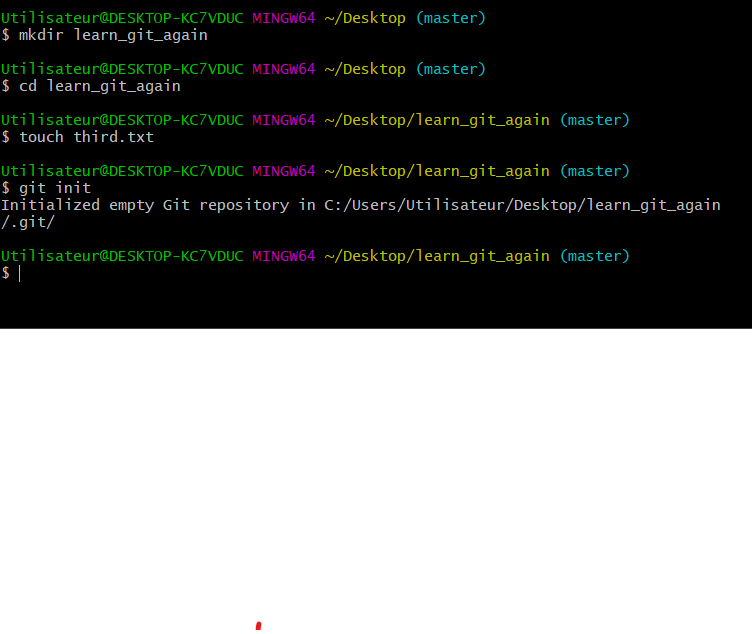 Utilisateur@DESKTOP-KC7VDUC MINGW64 ~/Desktop (master)
$ mkdir learn_git_again
Utilisateur@DESKTOP-KC7VDUC MINGW64 ~/Desktop (master)
$ cd learn_git_again
Utilisateur@DESKTOP-KC7VDUC MINGW64 ~/Desktop/learn_git_again (master)
$ touch third.txt
Utilisateur@DESKTOP-KC7VDUC MINGW64 ~/Desktop/learn_git_again (master)
$ git init
Initialized empty Git repository in C:/Users/Utilisateur/Desktop/learn_git_again
/.git/
Utilisateur@DESKTOP-KC7VDUC MINGW64 ~/Desktop/learn_git_again (master)
$